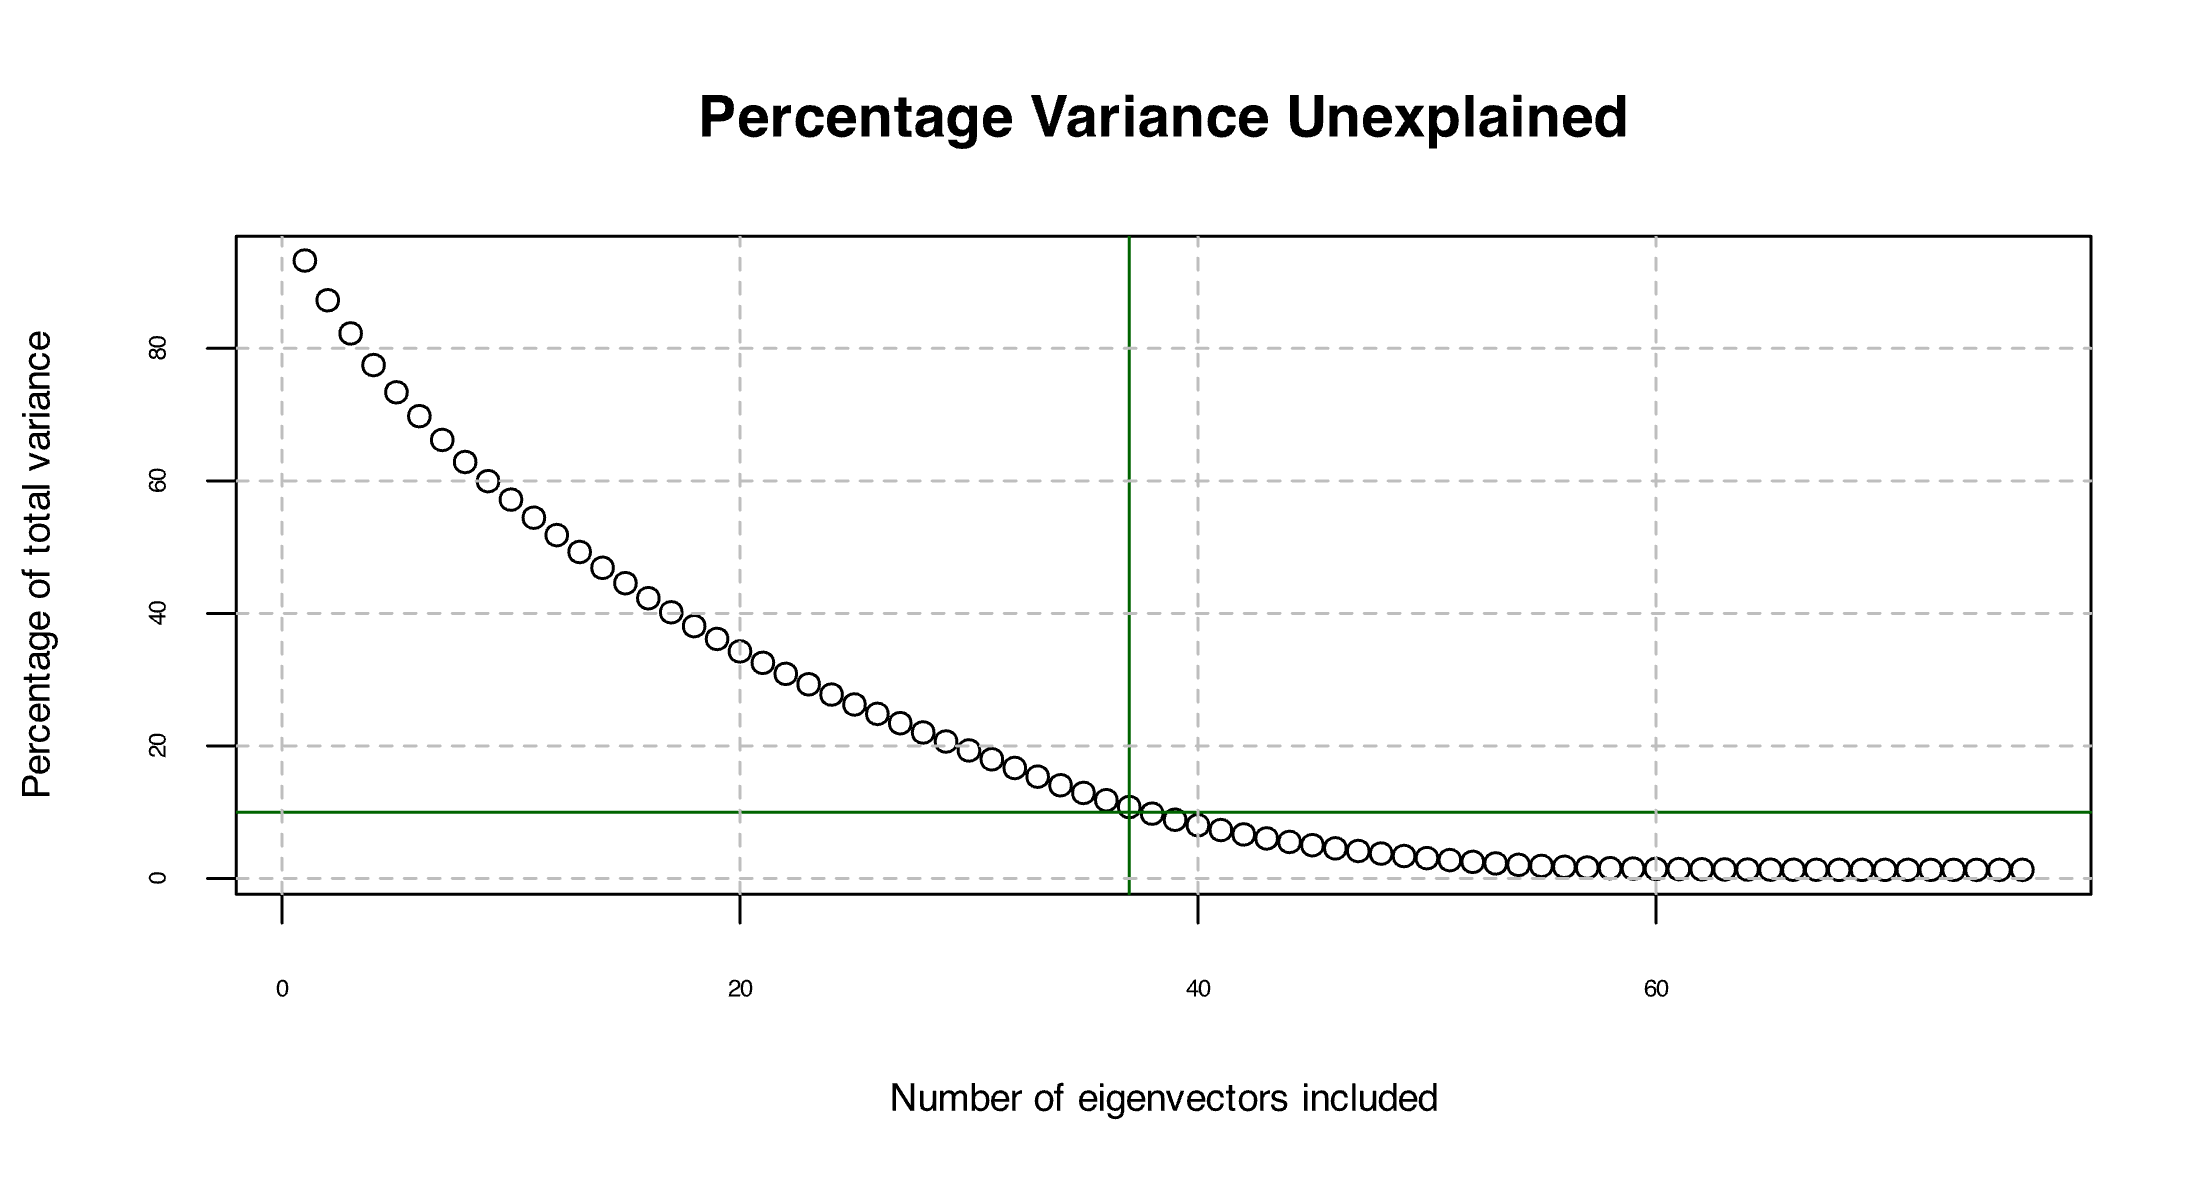 Percentage Variance Unexplained
Percentage of total variance
80
60
40
20
0
0 20 40 60
Number of eigenvectors included